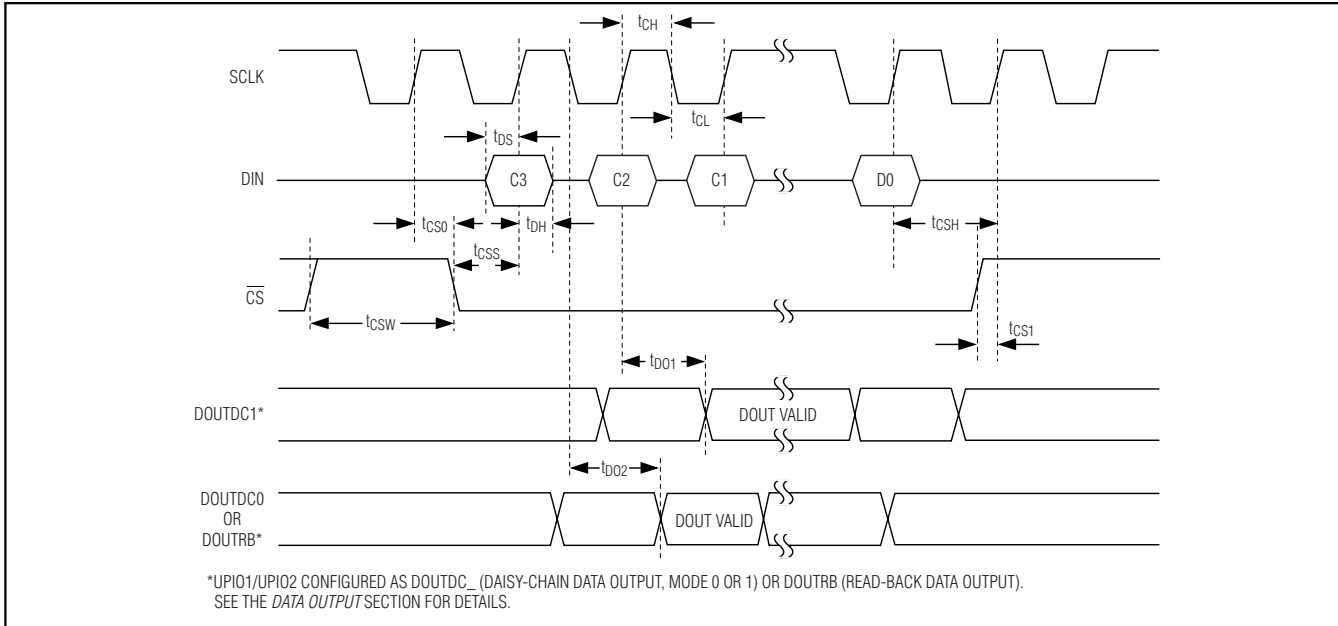 tCH
SCLK
tCL
tDS
DIN
C3
C2
C1
D0
tCS0
tDH
tCSH
tCSS
CS
tCSW
tCS1
tDO1
DOUTDC1*
DOUT VALID
tDO2
DOUTDC0
OR
DOUTRB*
DOUT VALID
*UPIO1/UPIO2 CONFIGURED AS DOUTDC_ (DAISY-CHAIN DATA OUTPUT, MODE 0 OR 1) OR DOUTRB (READ-BACK DATA OUTPUT).
SEE THE DATA OUTPUT SECTION FOR DETAILS.